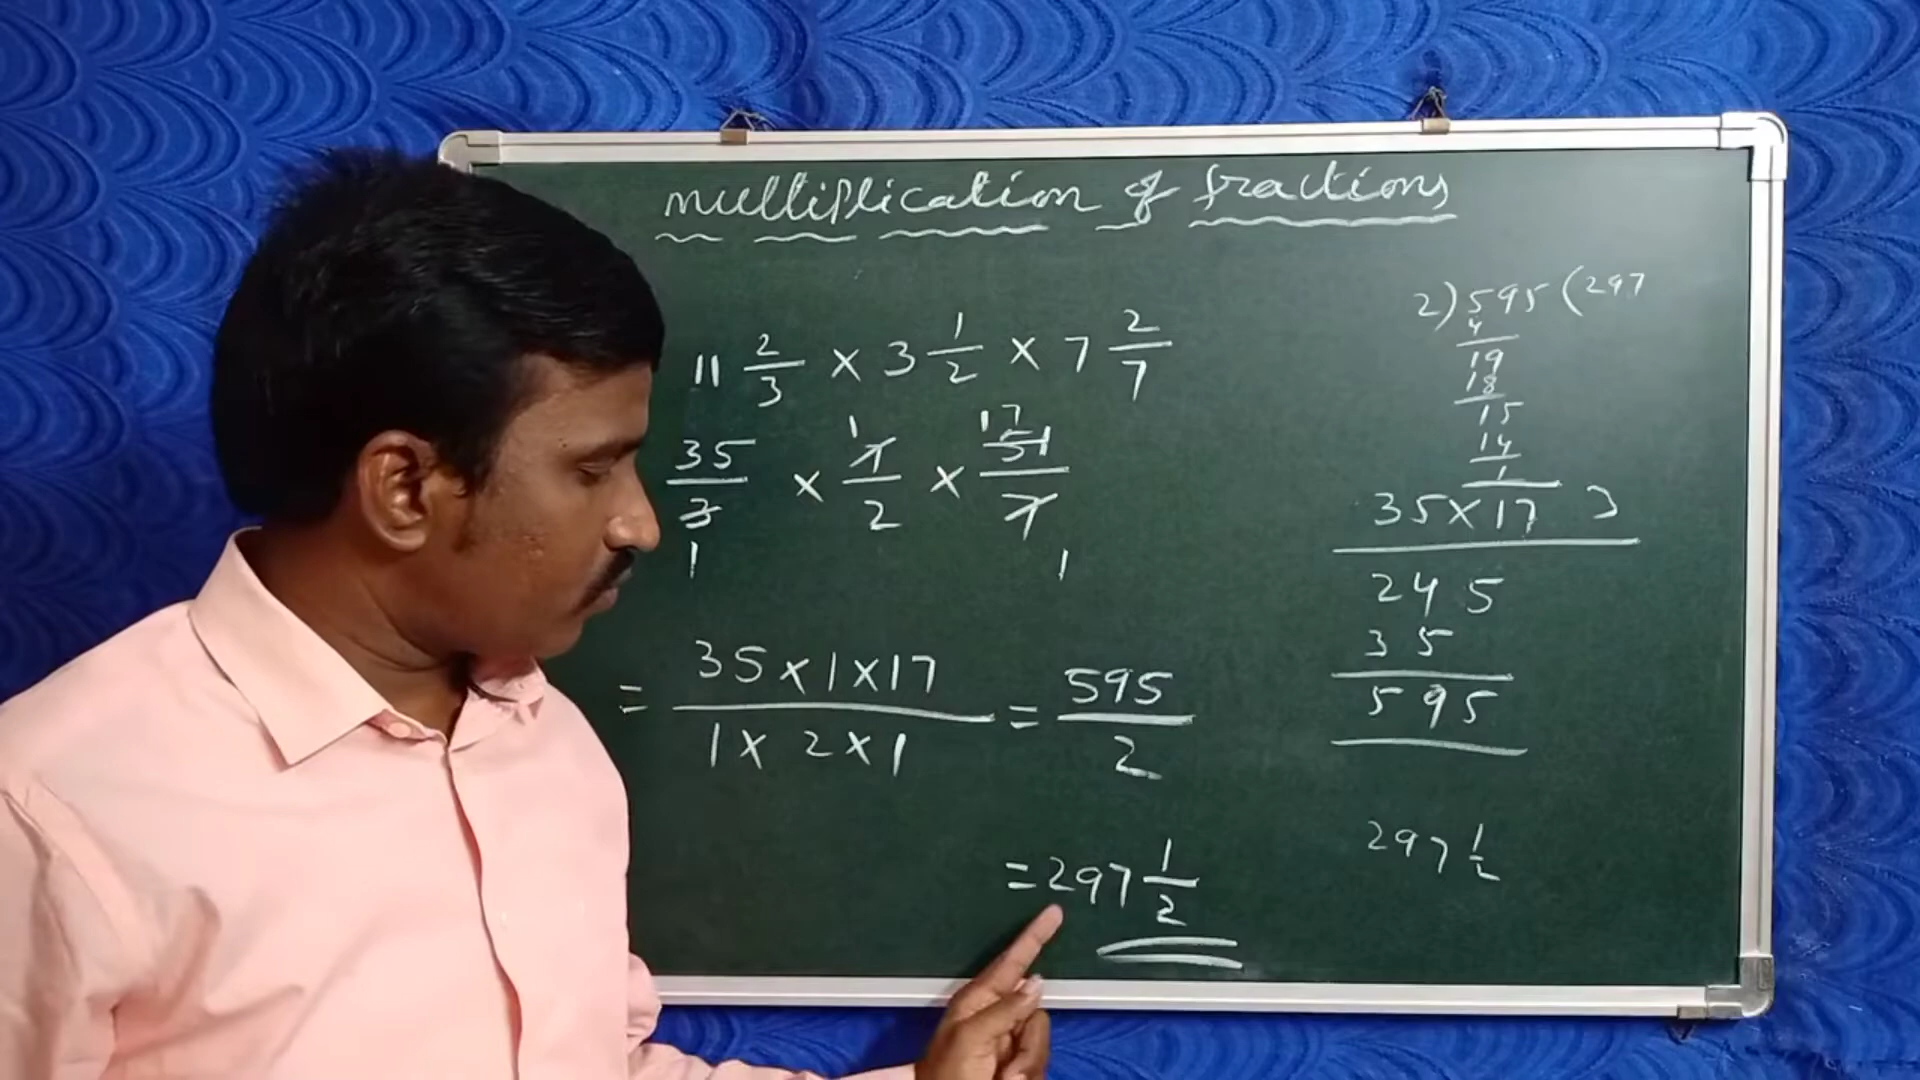 multiplication of fractions
11 2/3 × 3 1/2 × 7 2/7
35/3 × 7/2 × 51/7
1 17
1 1
= 35×1×17 / 1×2×1 = 595/2
= 297 1/2
2)595(297
4
19
18
15
14
1
35×17 3
245
35
595
297 1/2